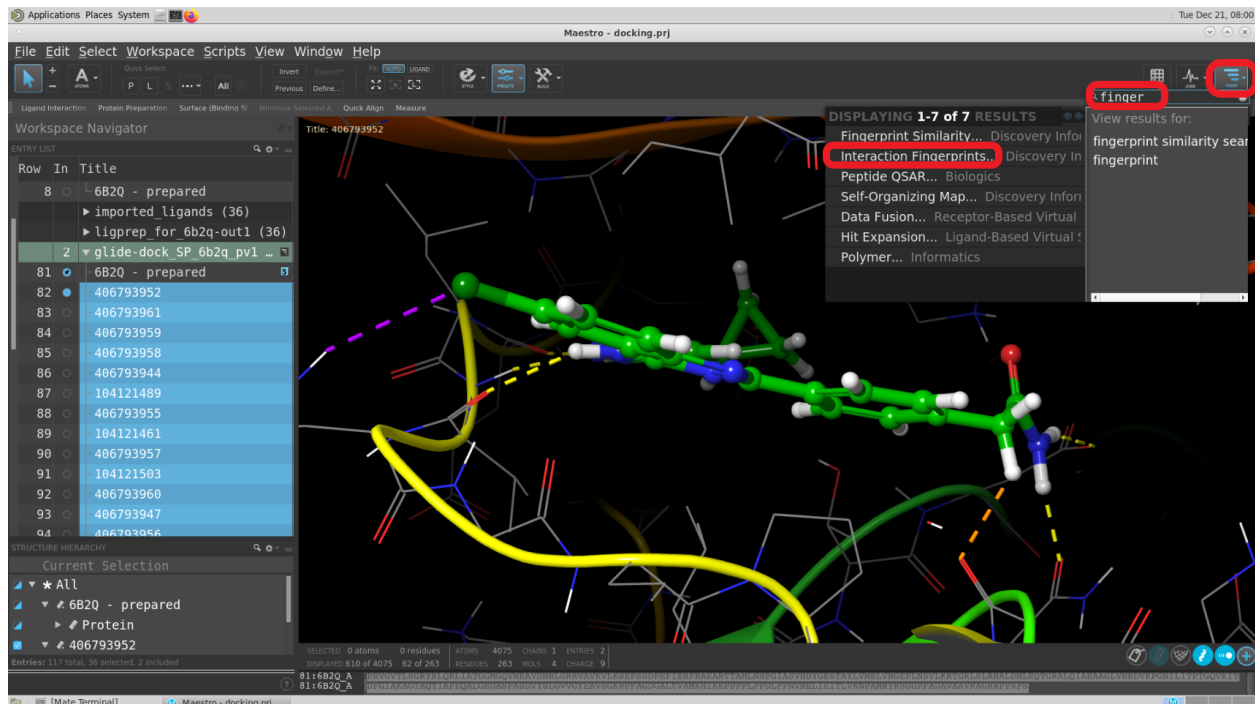 Applications Places System Tue Dec 21, 08:00
Maestro - docking.prj
File Edit Select Workspace Scripts View Window Help
Quick Select: Invert Expand* Fit: AUTO LIGAND
A ATOMS P L S All Previous Define... STYLE PRESETS BUILD JOBS TASKS
Ligand Interaction Protein Preparation Surface (Binding Si Minimize Selected A Quick Align Measure
finger
Workspace Navigator
Title: 406793952
DISPLAYING 1-7 of 7 RESULTS
View results for:
ENTRY LIST
Fingerprint Similarity... Discovery Infor
fingerprint similarity sear
Interaction Fingerprints... Discovery In
fingerprint
Peptide QSAR... Biologics
Self-Organizing Map... Discovery Inforr
Data Fusion... Receptor-Based Virtual
Hit Expansion... Ligand-Based Virtual
Polymer... Informatics
Row In Title
8 6B2Q - prepared
imported_ligands (36)
ligprep_for_6b2q-out1 (36)
2 glide-dock_SP_6b2q_pv1 ...
81 6B2Q - prepared S
82 406793952
83 406793961
84 406793959
85 406793958
86 406793944
87 104121489
88 406793955
89 104121461
90 406793957
91 104121503
92 406793960
93 406793947
94 406793956
STRUCTURE HIERARCHY
Current Selection
All
6B2Q - prepared
Protein
406793952
Entries: 117 total, 36 selected, 2 included
SELECTED 0 atoms 0 residues ATOMS 4075 CHAINS 1 ENTRIES 2
DISPLAYED 610 of 4075 62 of 263 RESIDUES 263 MOLS 4 CHARGE 9
81:6B2Q_A
81:6B2Q_A
[Mate Terminal] Maestro - docking.prj